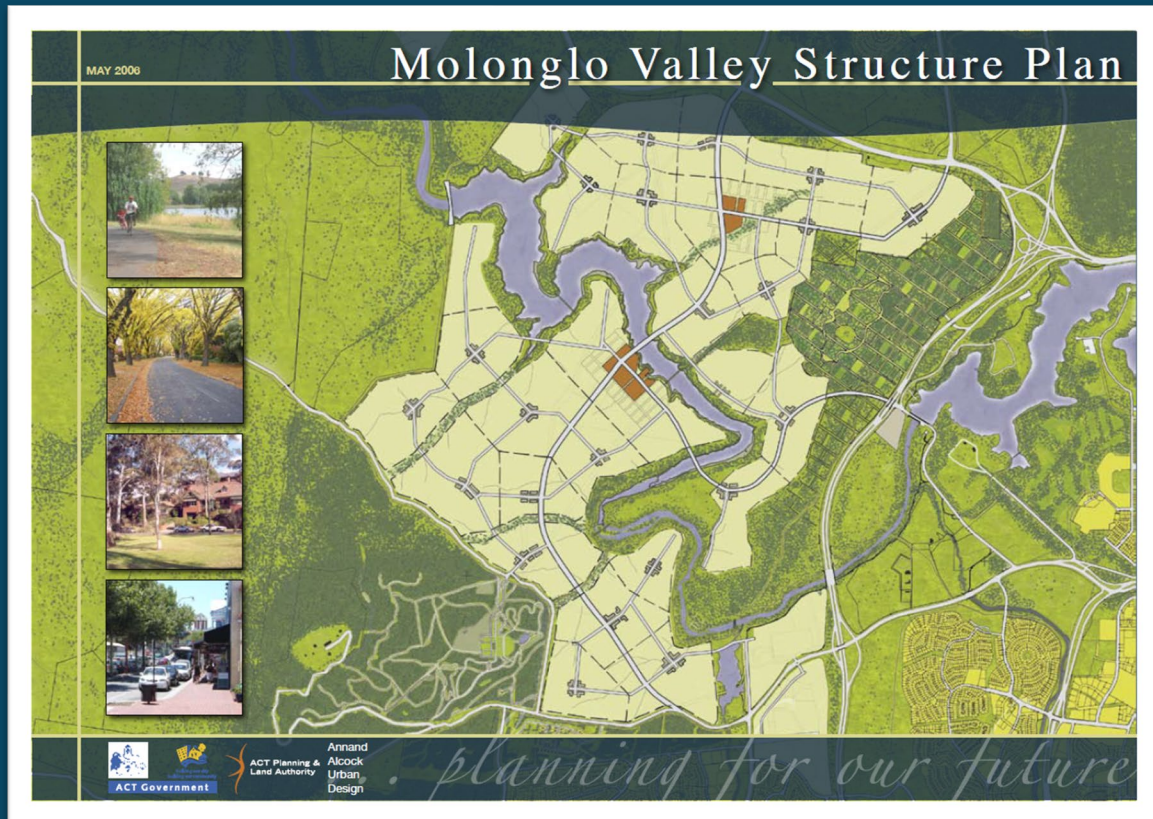 MAY 2006
Molonglo Valley Structure Plan
ACT Government
ACT Planning &
Land Authority
Annand
Alcock
Urban
Design
... planning for our future